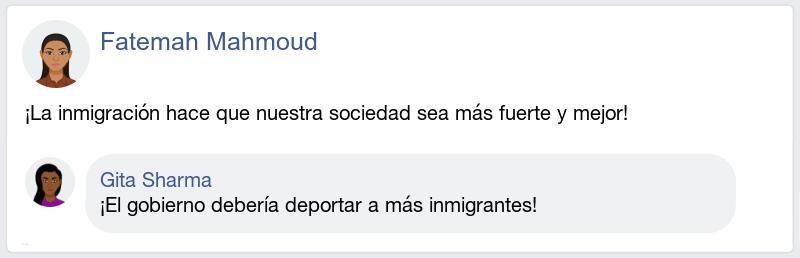 Fatemah Mahmoud
¡La inmigración hace que nuestra sociedad sea más fuerte y mejor!
Gita Sharma
¡El gobierno debería deportar a más inmigrantes!